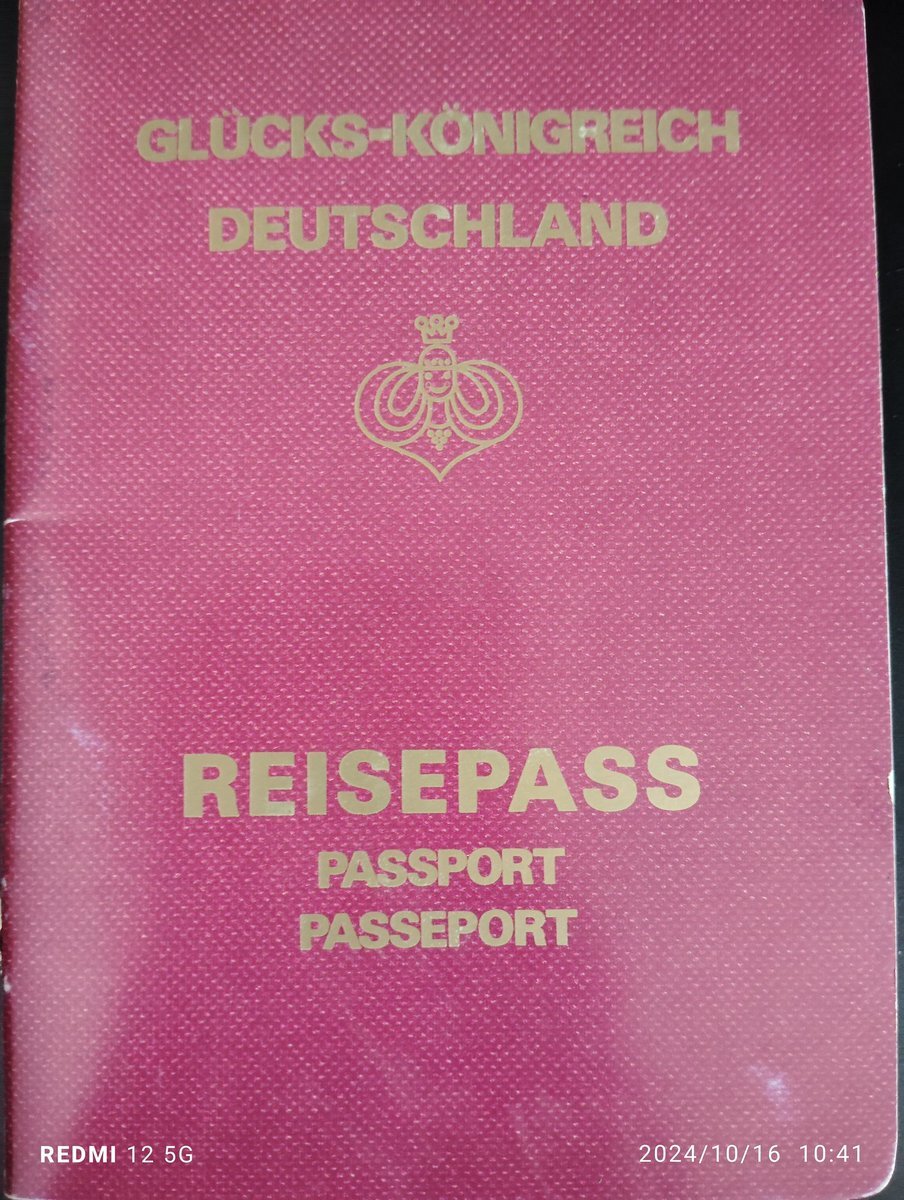 GLÜCKS-KÖNIGREICH
DEUTSCHLAND
REISEPASS
PASSPORT
PASSEPORT
REDMI 12 5G
2024/10/16 10:41